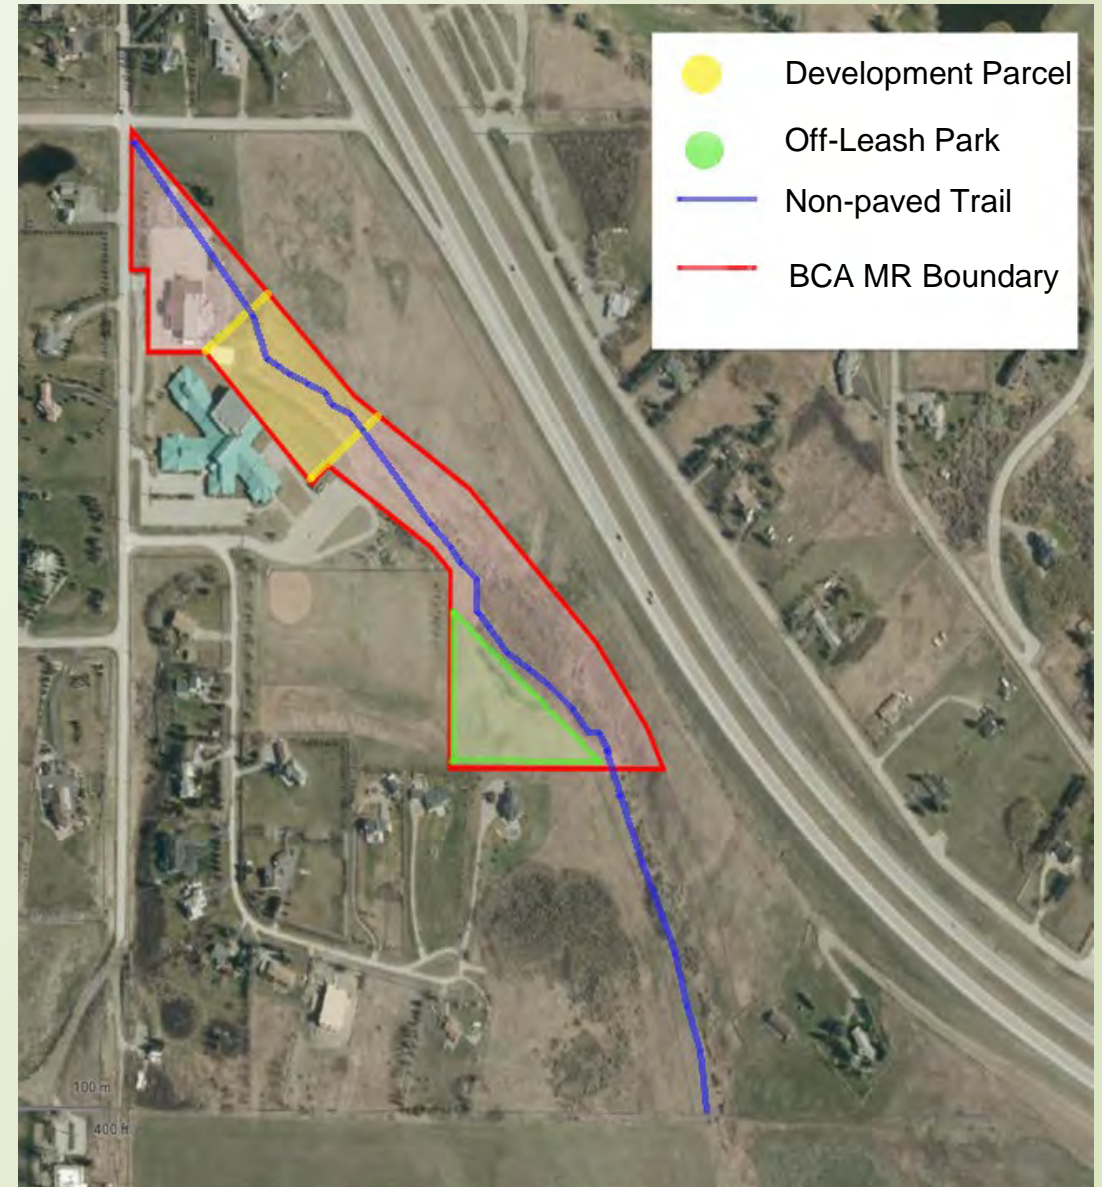 Development Parcel
Off-Leash Park
Non-paved Trail
BCA MR Boundary
100 m
400 ft